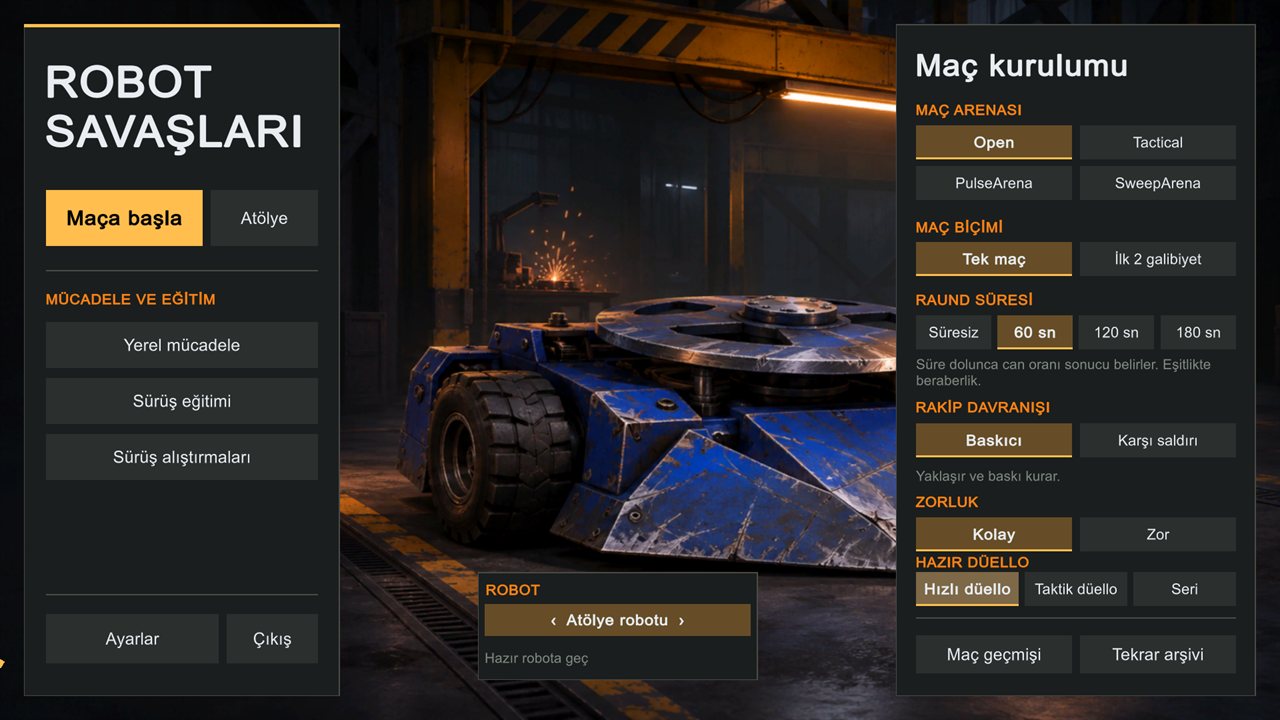 ROBOT
SAVAŞLARI
Maça başla
Atölye
MÜCADELE VE EĞİTİM
Yerel mücadele
Sürüş eğitimi
Sürüş alıştırmaları
Ayarlar
Çıkış
ROBOT
‹ Atölye robotu ›
Hazır robota geç
Maç kurulumu
MAÇ ARENASI
Open
Tactical
PulseArena
SweepArena
MAÇ BİÇİMİ
Tek maç
İlk 2 galibiyet
RAUND SÜRESİ
Süresiz
60 sn
120 sn
180 sn
Süre dolunca can oranı sonucu belirler. Eşitlikte
beraberlik.
RAKİP DAVRANIŞI
Baskıcı
Karşı saldırı
Yaklaşır ve baskı kurar.
ZORLUK
Kolay
Zor
HAZIR DÜELLO
Hızlı düello
Taktik düello
Seri
Maç geçmişi
Tekrar arşivi